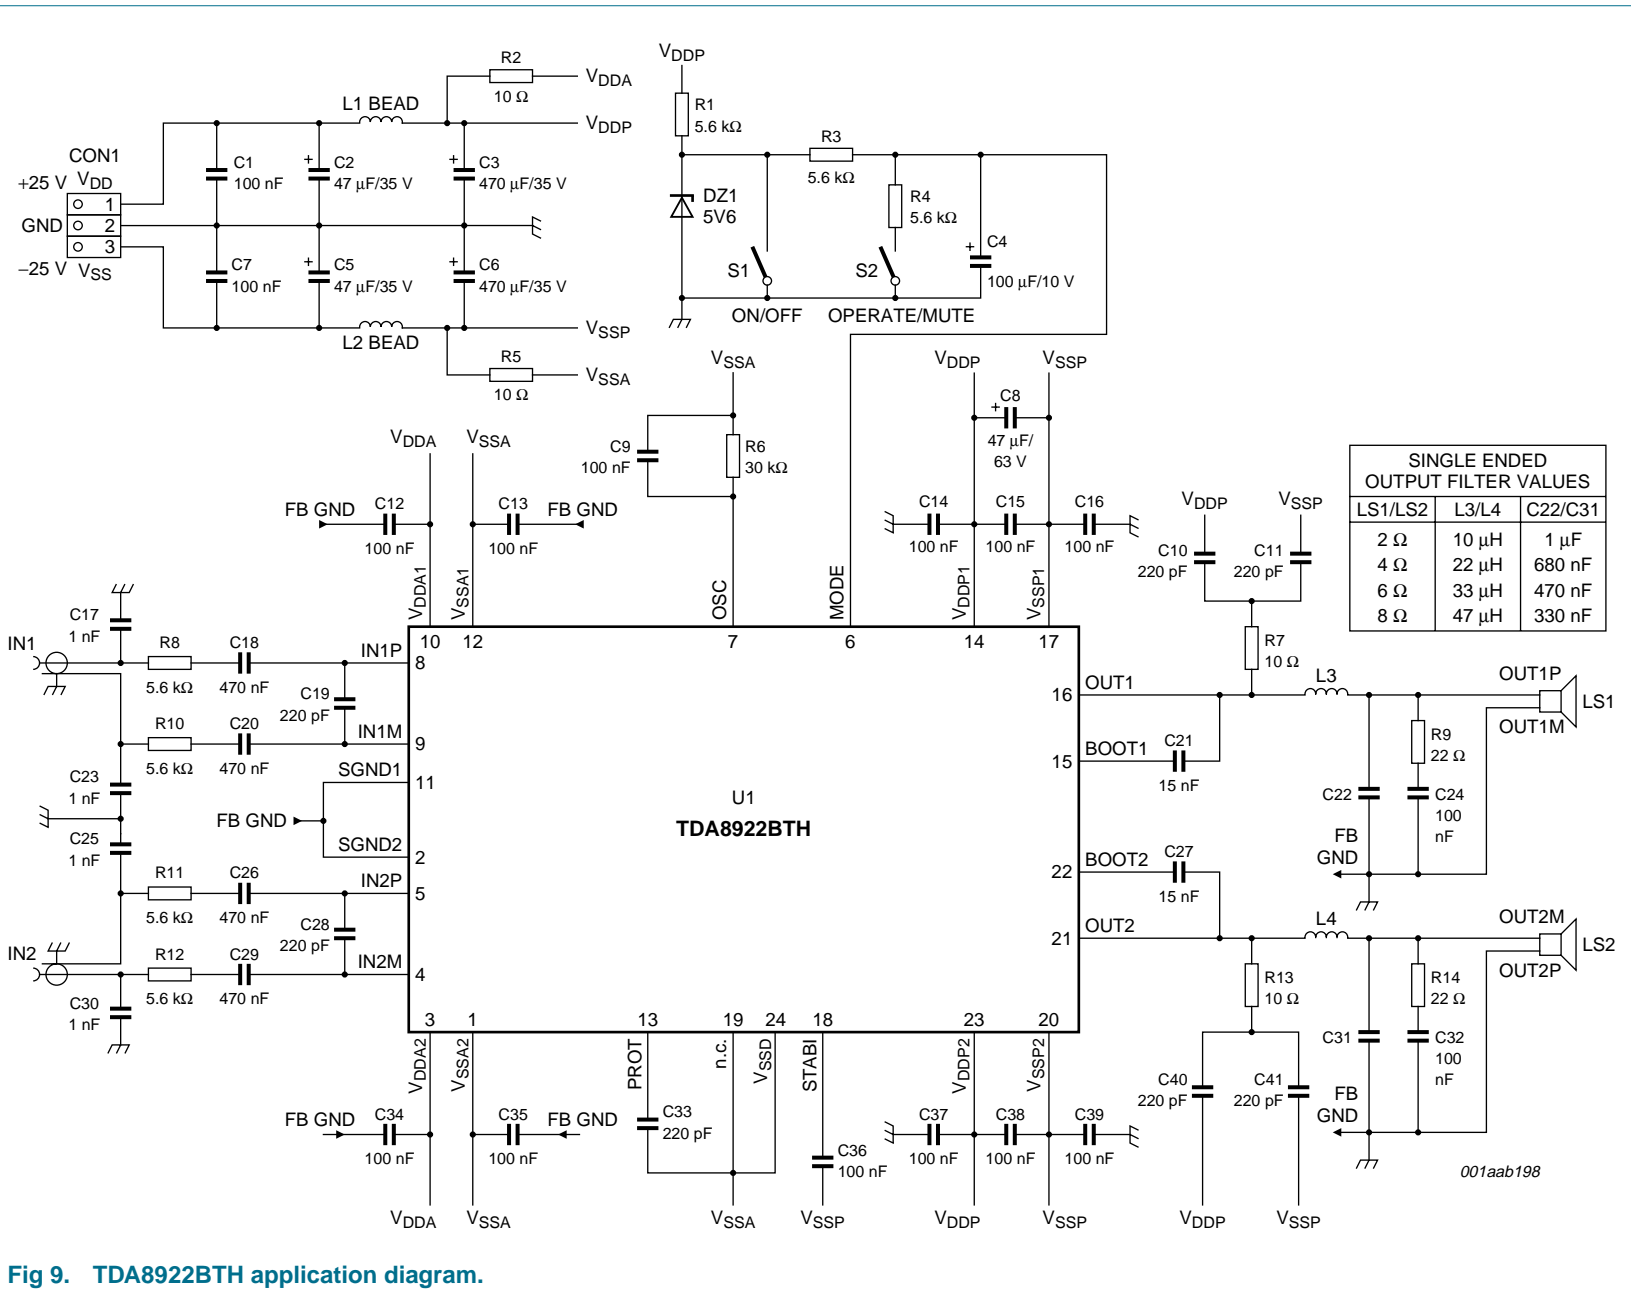 R2
10 Ω
VDDA
L1 BEAD
VDDP
CON1
+25 V VDD
1
GND 2
3
−25 V VSS
C1
100 nF
+ C2
47 μF/35 V
+ C3
470 μF/35 V
C7
100 nF
+ C5
47 μF/35 V
+ C6
470 μF/35 V
VSSP
L2 BEAD
R5
10 Ω
VSSA
VDDP
R1
5.6 kΩ
R3
5.6 kΩ
DZ1
5V6
R4
5.6 kΩ
S1
S2
+ C4
100 μF/10 V
ON/OFF
OPERATE/MUTE
VSSA
C9
100 nF
R6
30 kΩ
VDDP
VSSP
+ C8
47 μF/
63 V
VDDA
VSSA
FB GND
C12
100 nF
C13
100 nF
FB GND
C14
100 nF
C15
100 nF
C16
100 nF
VDDA1
VSSA1
OSC
MODE
VDDP1
VSSP1
10
12
7
6
14
17
VDDP
VSSP
C10
220 pF
C11
220 pF
R7
10 Ω
SINGLE ENDED
OUTPUT FILTER VALUES
LS1/LS2 L3/L4 C22/C31
2 Ω 10 μH 1 μF
4 Ω 22 μH 680 nF
6 Ω 33 μH 470 nF
8 Ω 47 μH 330 nF
C17
1 nF
IN1
R8
5.6 kΩ
C18
470 nF
IN1P
8
C19
220 pF
R10
5.6 kΩ
C20
470 nF
IN1M
9
C23
1 nF
SGND1
11
FB GND
C25
1 nF
SGND2
2
R11
5.6 kΩ
C26
470 nF
IN2P
5
C28
220 pF
IN2
R12
5.6 kΩ
C29
470 nF
IN2M
4
C30
1 nF
U1
TDA8922BTH
16
OUT1
L3
OUT1P
LS1
OUT1M
15
BOOT1
C21
15 nF
R9
22 Ω
C22
C24
100
nF
FB
GND
22
BOOT2
C27
15 nF
21
OUT2
L4
OUT2M
LS2
OUT2P
R13
10 Ω
R14
22 Ω
C31
C32
100
nF
FB
GND
C40
220 pF
C41
220 pF
VDDP
VSSP
3
1
13
19
24
18
23
20
VDDA2
VSSA2
PROT
n.c.
VSSD
STABI
VDDP2
VSSP2
FB GND
C34
100 nF
C35
100 nF
FB GND
C33
220 pF
C36
100 nF
C37
100 nF
C38
100 nF
C39
100 nF
VDDA
VSSA
VSSA
VSSP
VDDP
VSSP
001aab198
Fig 9. TDA8922BTH application diagram.